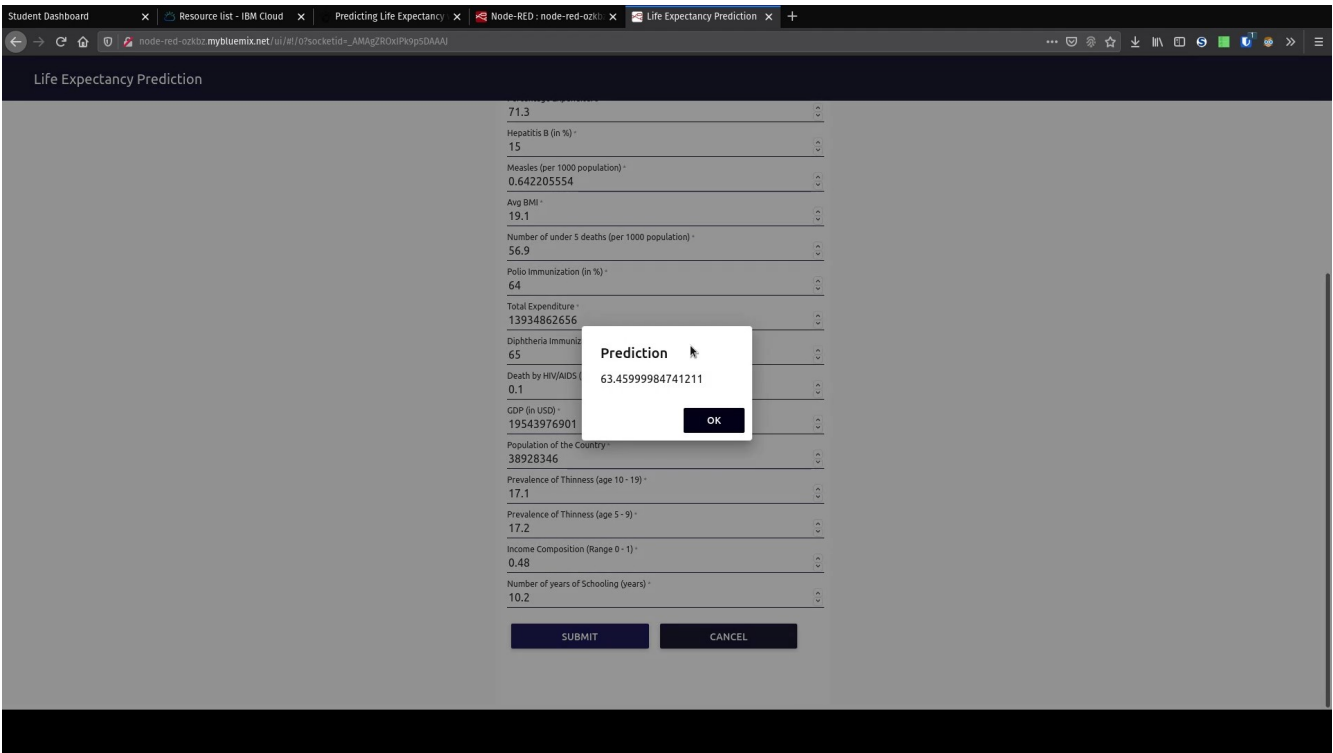 Student Dashboard
Resource list - IBM Cloud
Predicting Life Expectancy
Node-RED : node-red-ozkb
Life Expectancy Prediction
node-red-ozkbz.mybluemix.net/ui/#!/0?socketid=_AMAgZROxIPk9p5DAAAJ
Life Expectancy Prediction
71.3
Hepatitis B (in %) *
15
Measles (per 1000 population) *
0.642205554
Avg BMI *
19.1
Number of under 5 deaths (per 1000 population) *
56.9
Polio Immunization (in %) *
64
Total Expenditure *
13934862656
Diphtheria Immuniz
65
Death by HIV/AIDS (
0.1
GDP (in USD) *
19543976901
Prediction
63.45999984741211
OK
Population of the Country *
38928346
Prevalence of Thinness (age 10 - 19) *
17.1
Prevalence of Thinness (age 5 - 9) *
17.2
Income Composition (Range 0 - 1) *
0.48
Number of years of Schooling (years) *
10.2
SUBMIT
CANCEL